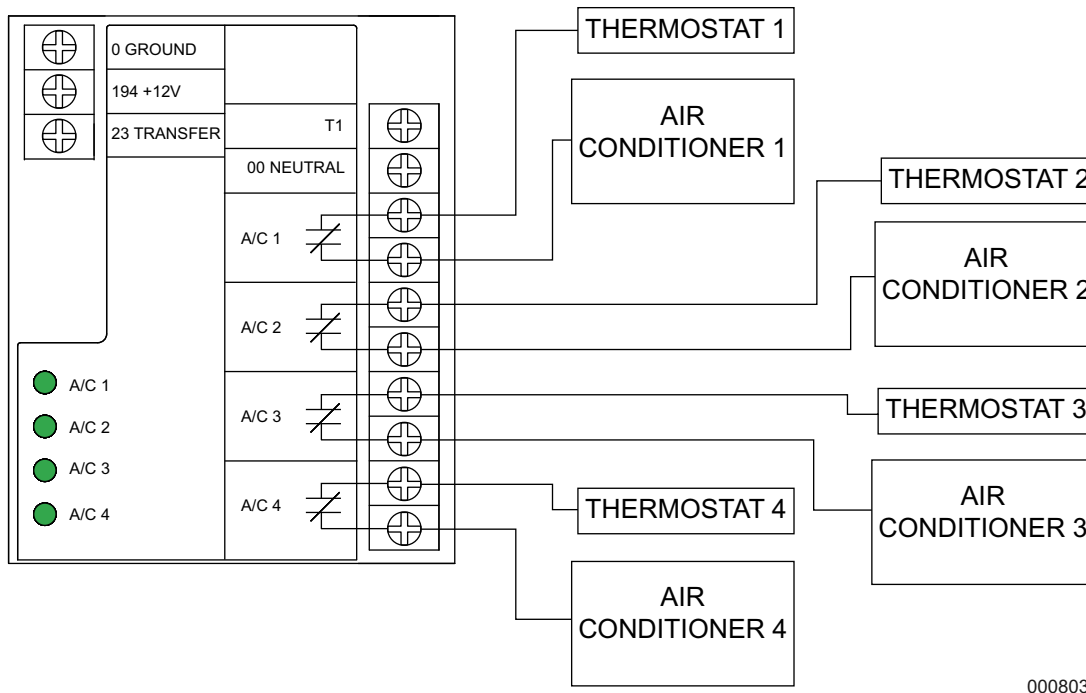 0 GROUND
194 +12V
23 TRANSFER
T1
00 NEUTRAL
A/C 1
A/C 2
A/C 3
A/C 4
A/C 1
A/C 2
A/C 3
A/C 4
THERMOSTAT 1
AIR
CONDITIONER 1
THERMOSTAT 2
AIR
CONDITIONER 2
THERMOSTAT 3
AIR
CONDITIONER 3
THERMOSTAT 4
AIR
CONDITIONER 4
000803